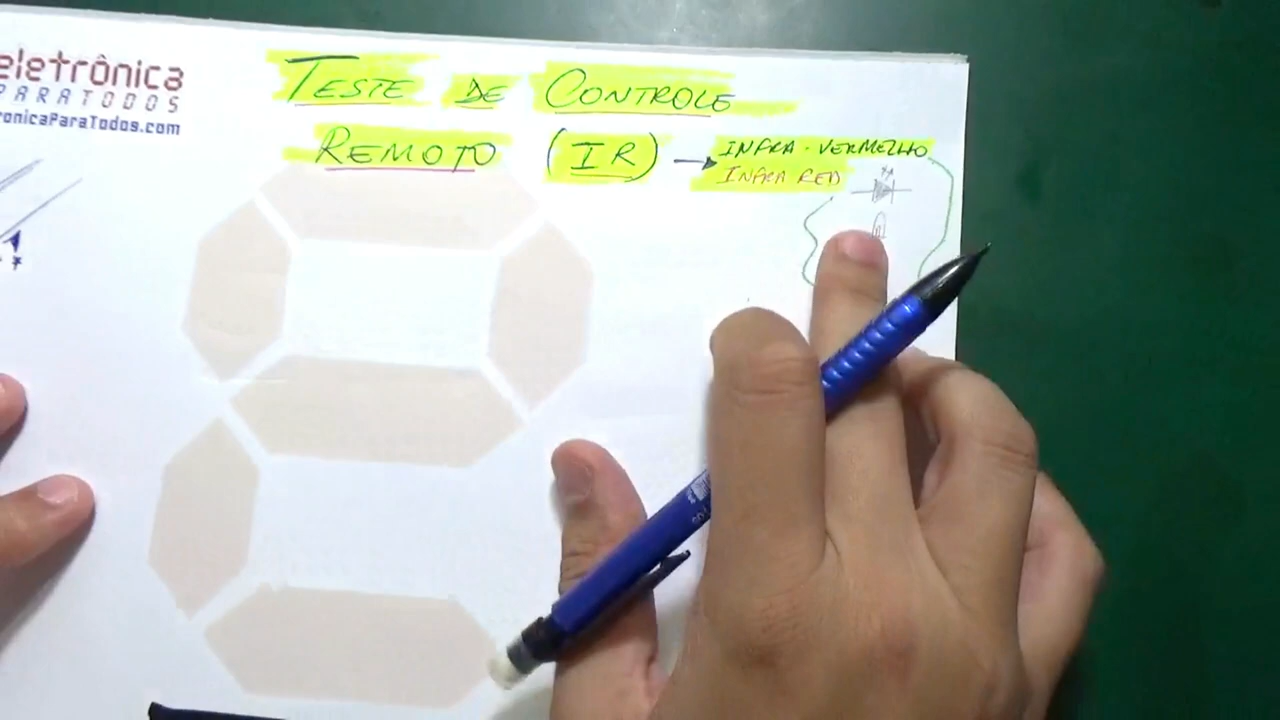 eletrônica
PARATODOS
ronicaParaTodos.com
TESTE DE CONTROLE
REMOTO (IR) → INFRA-VERMELHO
INFRA RED